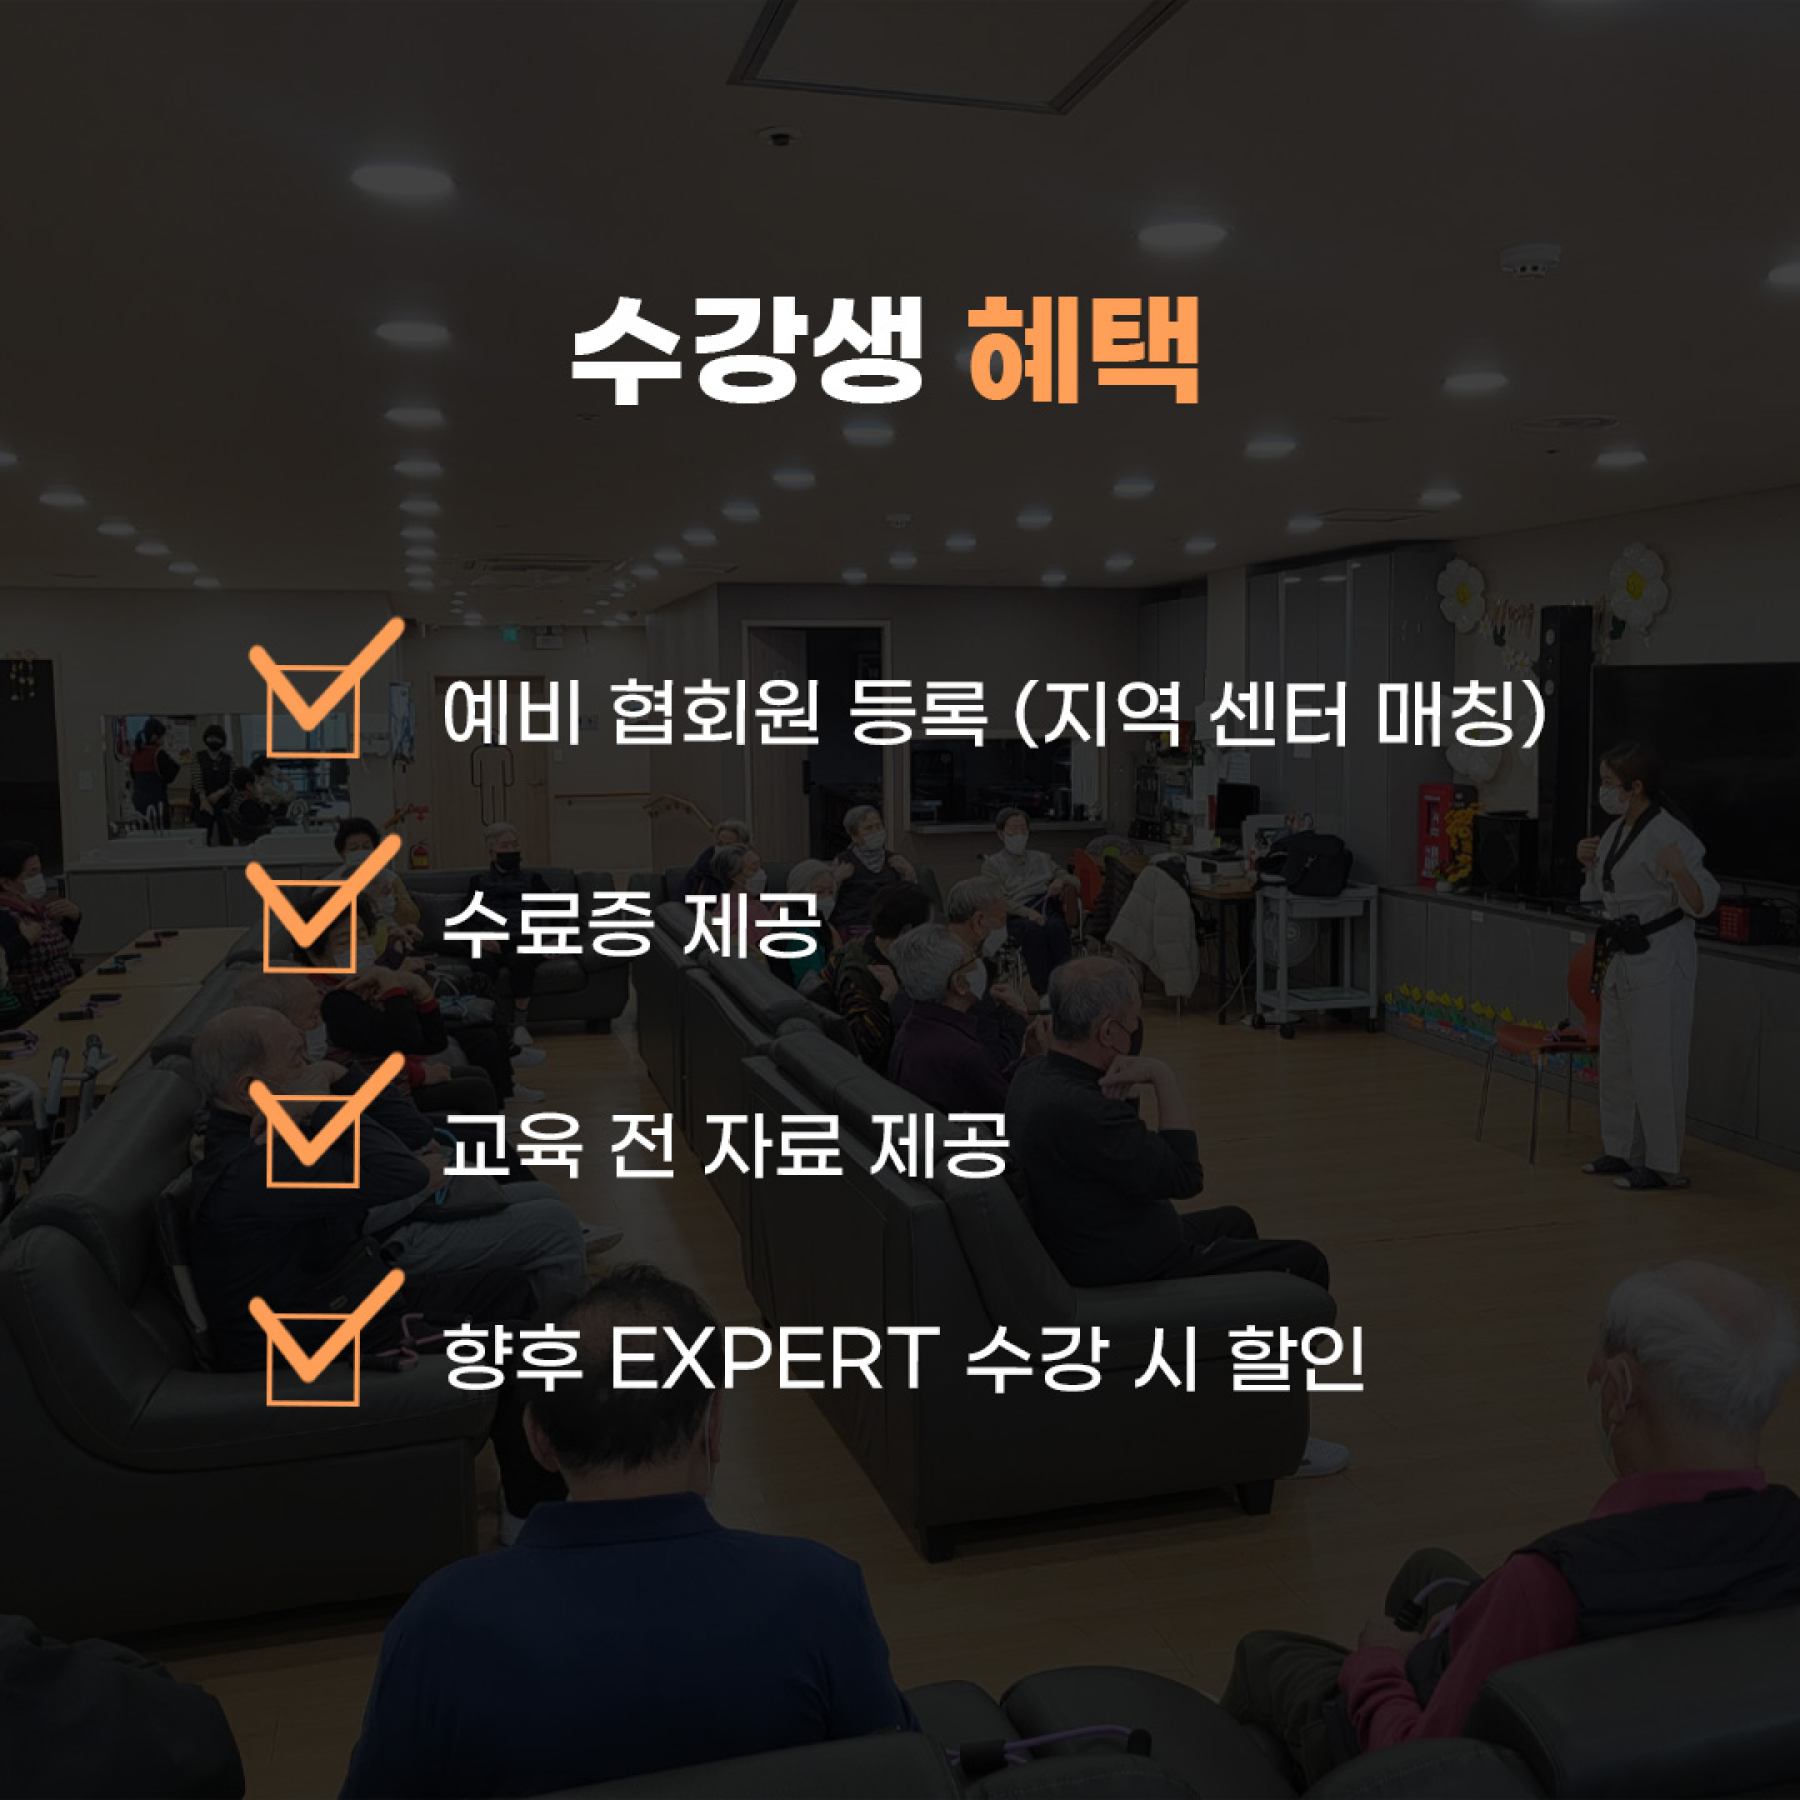 수강생 혜택
예비 협회원 등록 (지역 센터 매칭)
수료증 제공
교육 전 자료 제공
향후 EXPERT 수강 시 할인